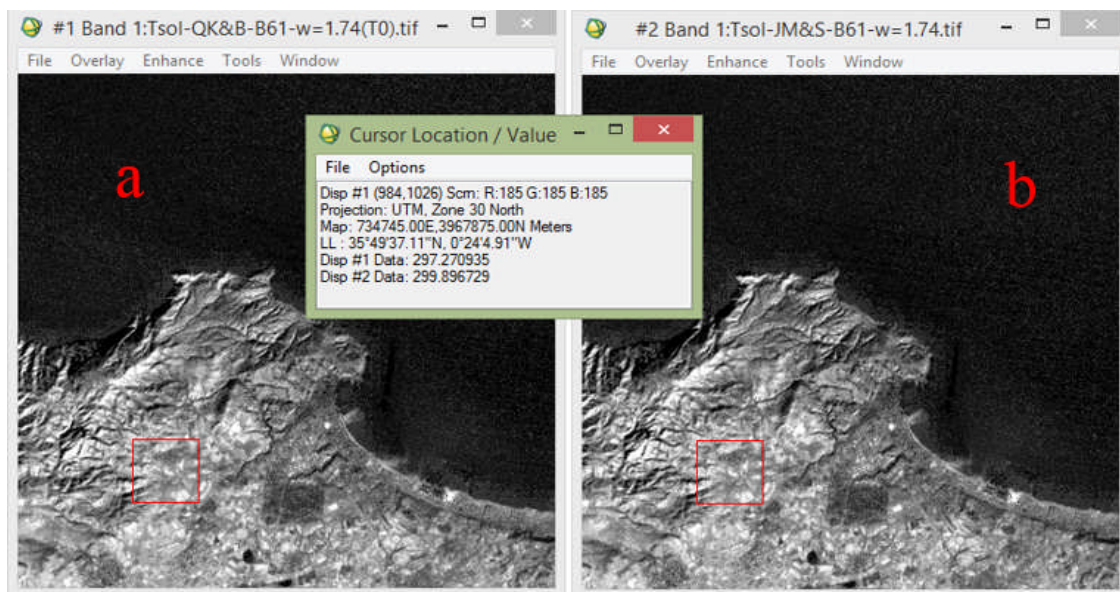 #1 Band 1:Tsol-QK&B-B61-w=1.74(T0).tif
File Overlay Enhance Tools Window
a
#2 Band 1:Tsol-JM&S-B61-w=1.74.tif
File Overlay Enhance Tools Window
b
Cursor Location / Value
File Options
Disp #1 (984,1026) Scrn: R:185 G:185 B:185
Projection: UTM, Zone 30 North
Map: 734745.00E,3967875.00N Meters
LL : 35°49'37.11"N, 0°24'4.91"W
Disp #1 Data: 297.270935
Disp #2 Data: 299.896729